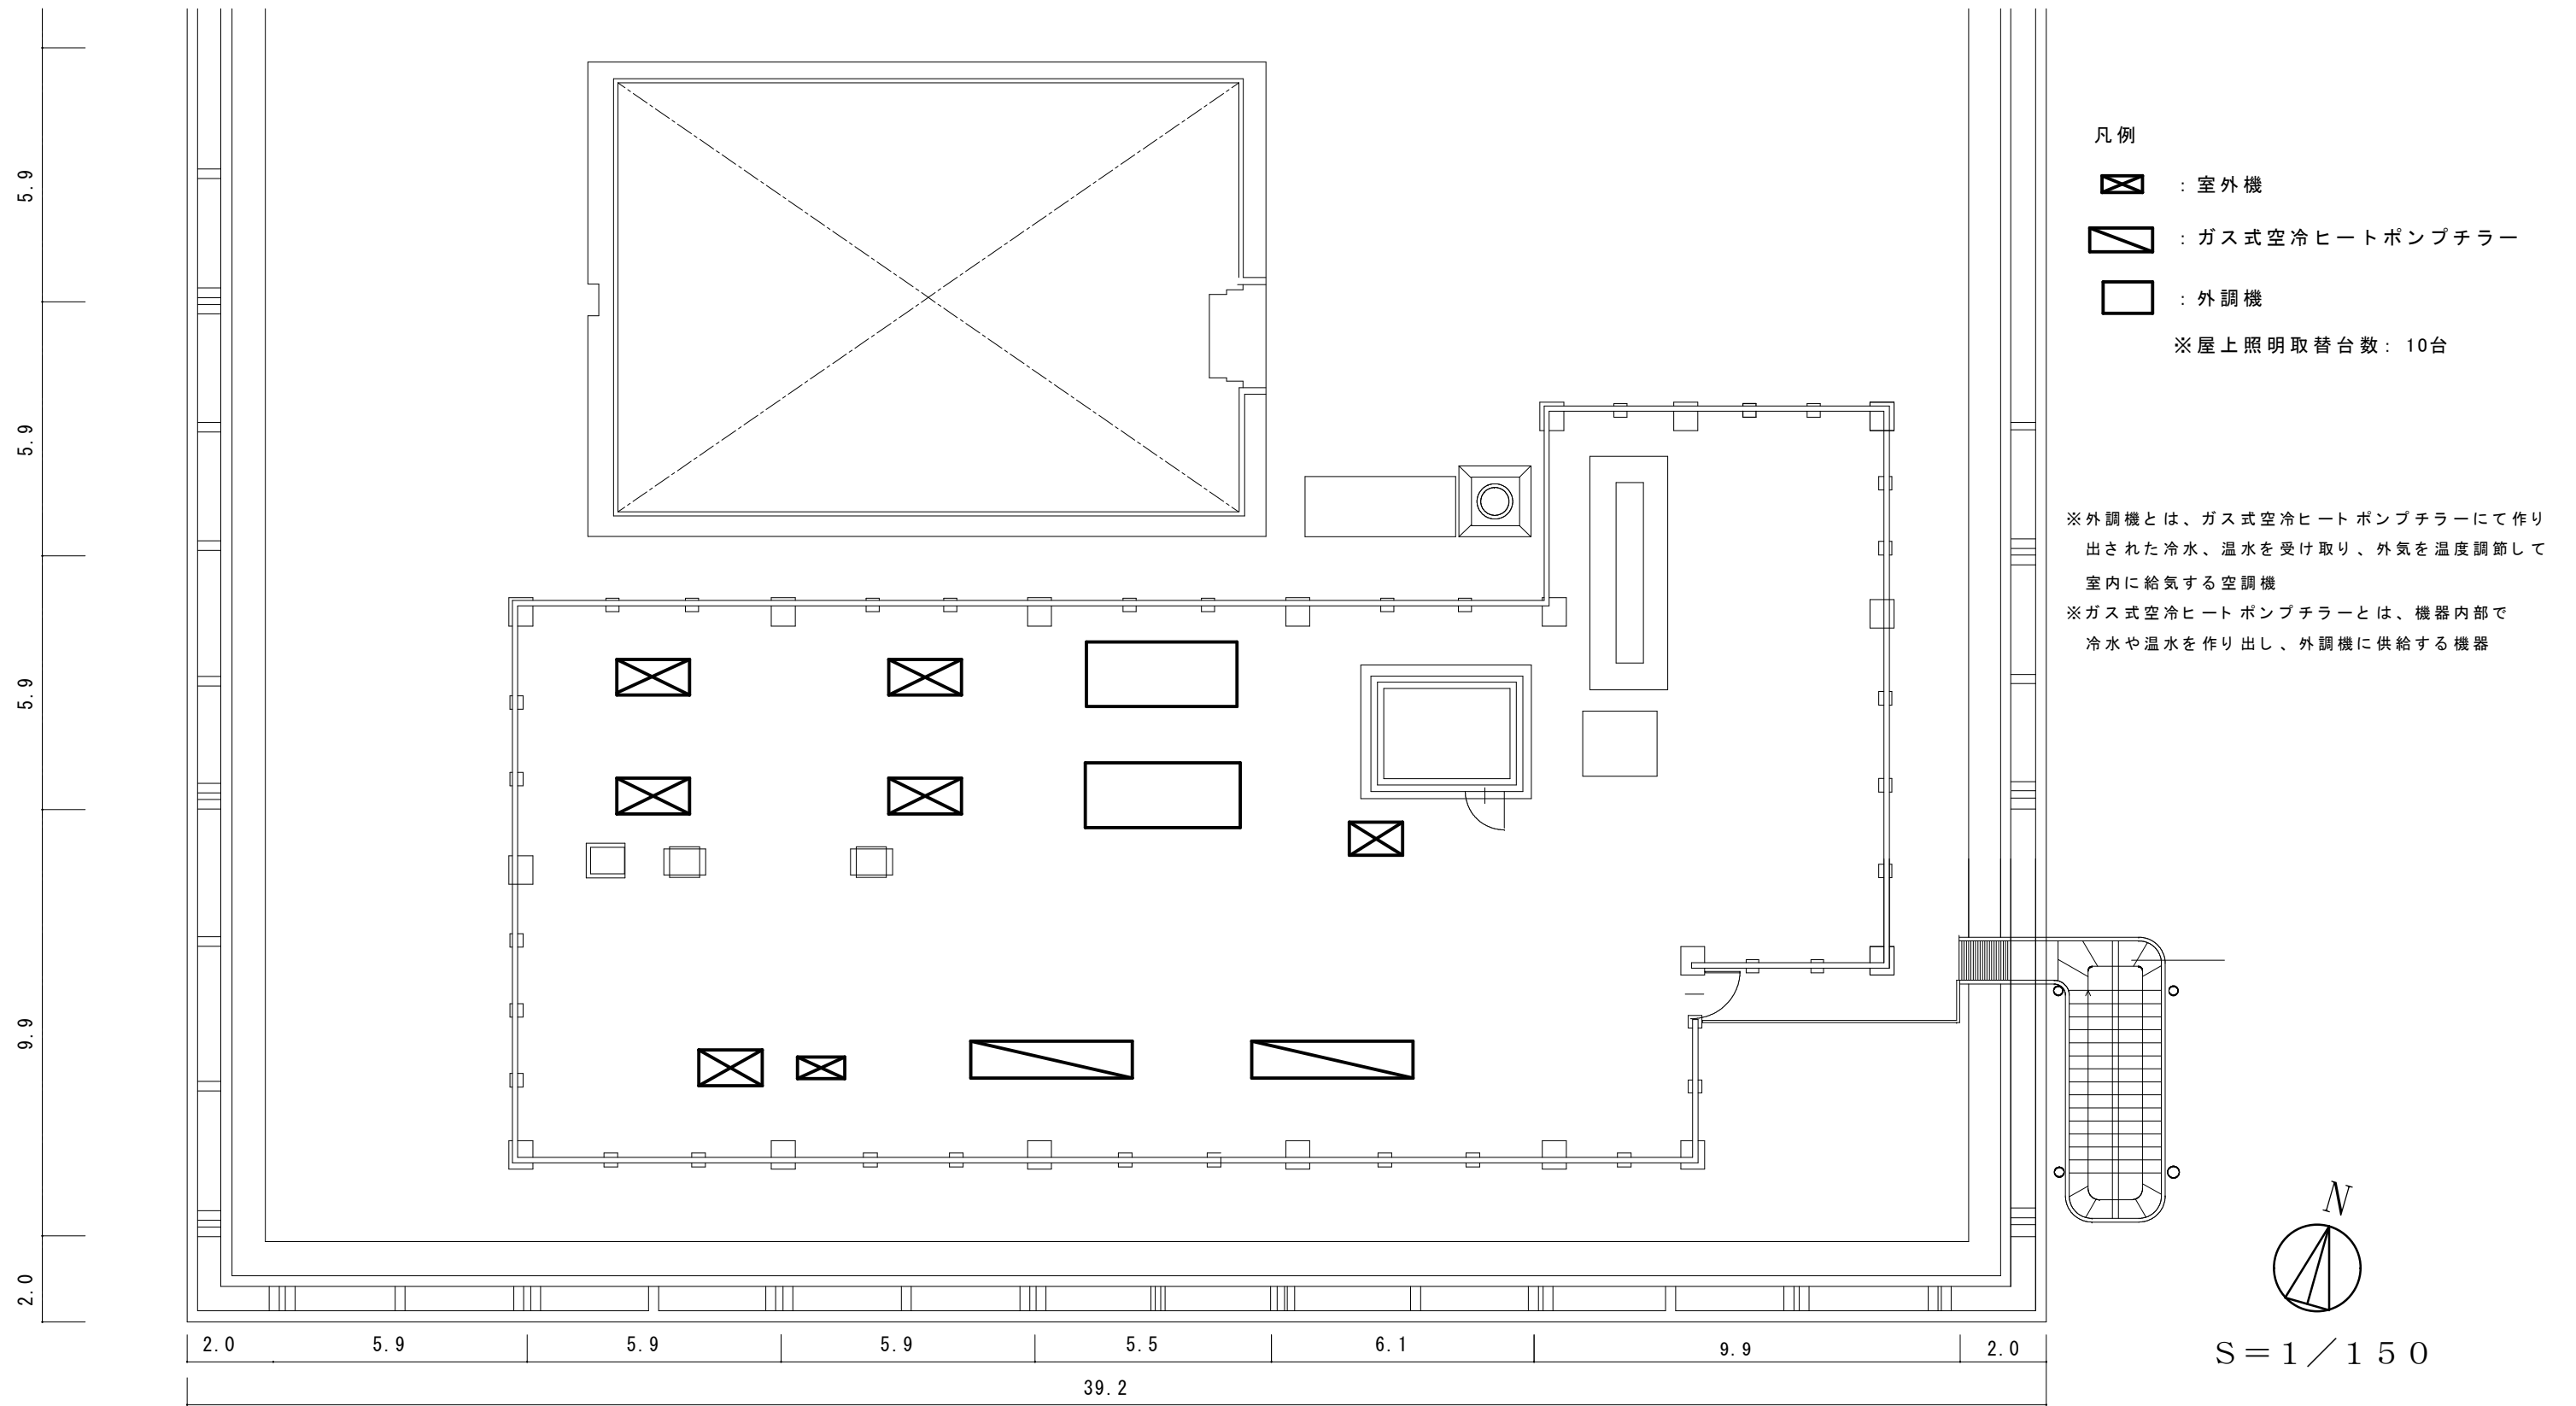 凡例
：室外機
：ガス式空冷ヒートポンプチラー
：外調機
※屋上照明取替台数：10台
※外調機とは、ガス式空冷ヒートポンプチラーにて作り
出された冷水、温水を受け取り、外気を温度調節して
室内に給気する空調機
※ガス式空冷ヒートポンプチラーとは、機器内部で
冷水や温水を作り出し、外調機に供給する機器
5.9
5.9
5.9
9.9
2.0
2.0
5.9
5.9
5.9
5.5
6.1
9.9
2.0
39.2
N
S＝1／150